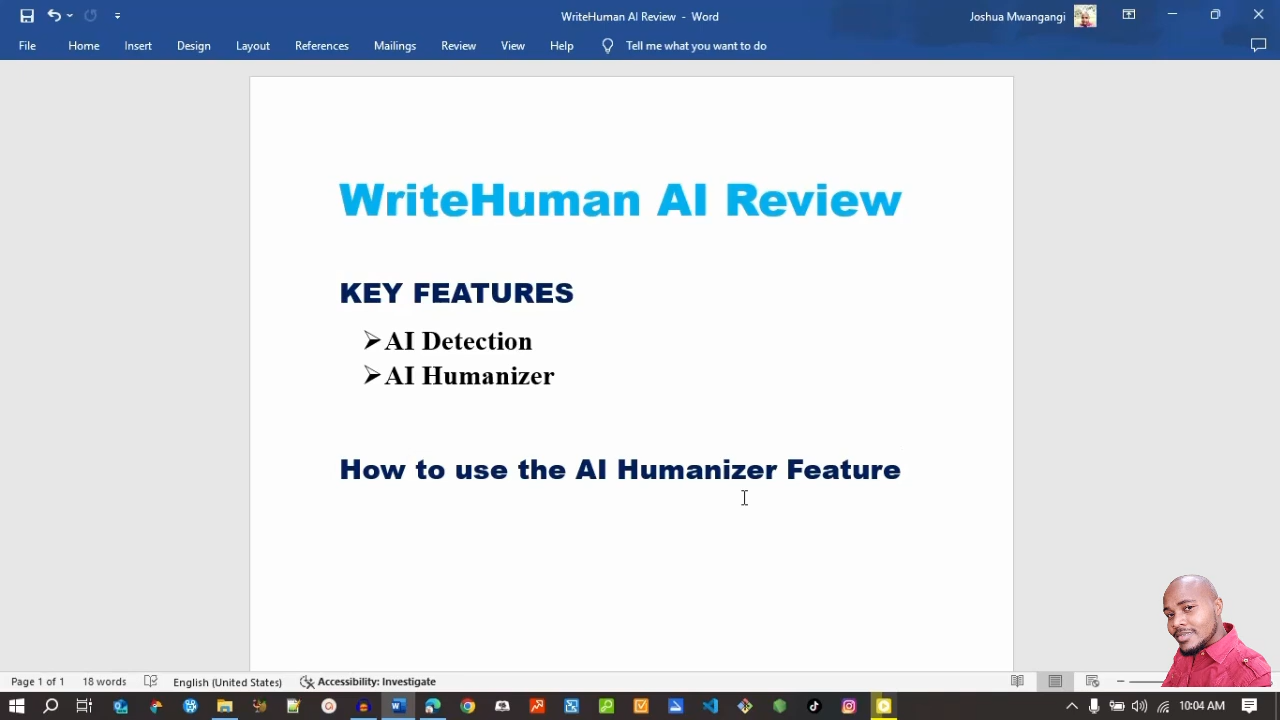 WriteHuman AI Review - Word
Joshua Mwangangi
File Home Insert Design Layout References Mailings Review View Help Tell me what you want to do
WriteHuman AI Review
KEY FEATURES
AI Detection
AI Humanizer
How to use the AI Humanizer Feature
Page 1 of 1 18 words English (United States) Accessibility: Investigate
10:04 AM